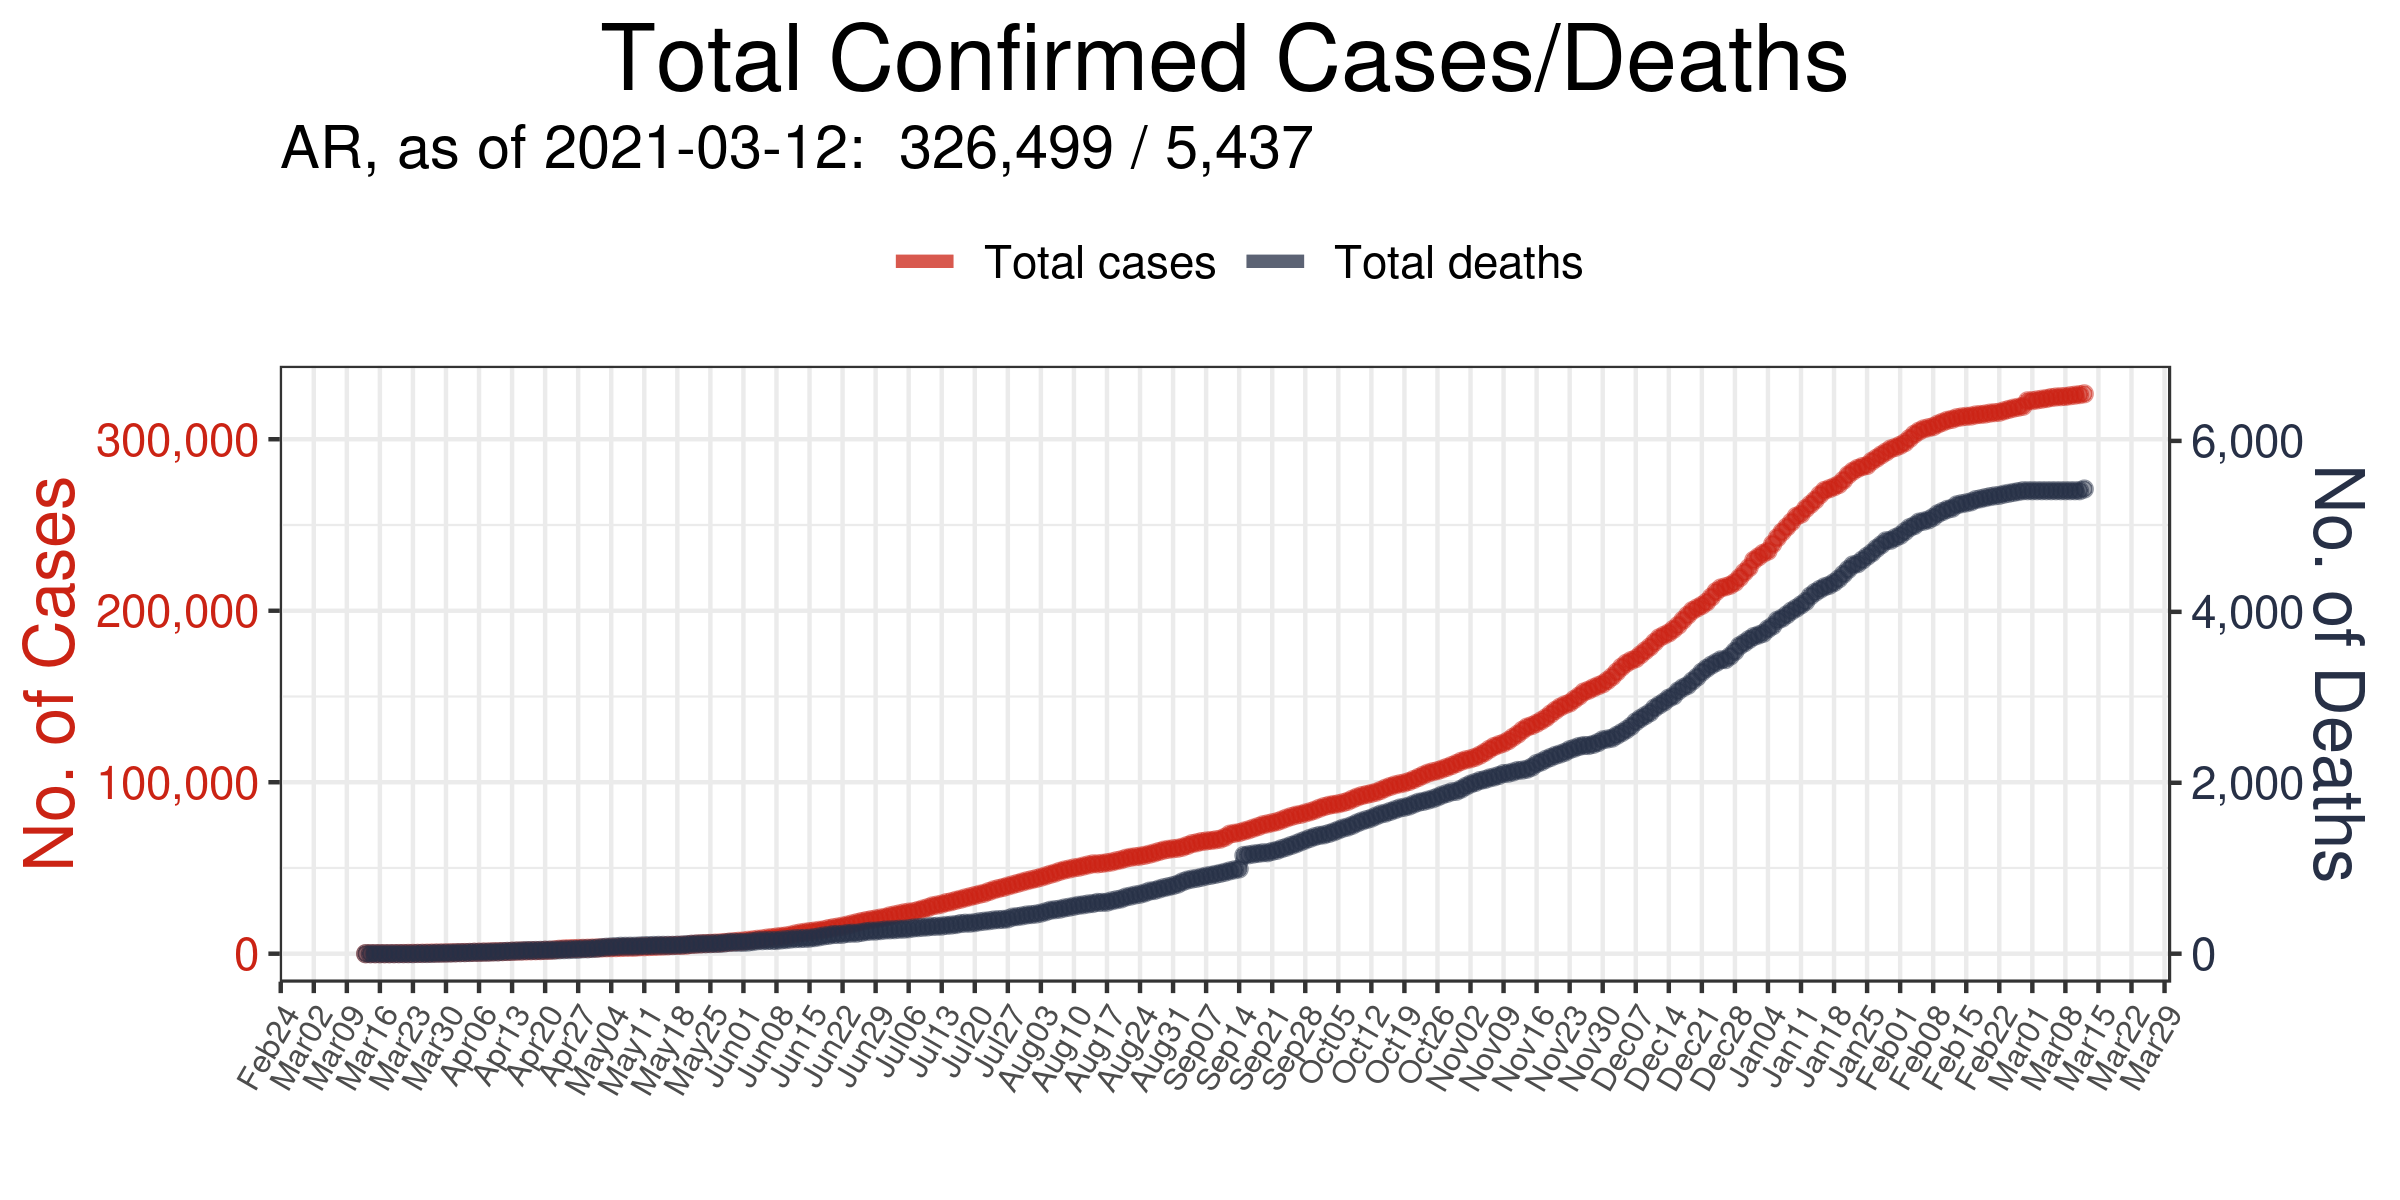 Total Confirmed Cases/Deaths
AR, as of 2021-03-12:  326,499 / 5,437
Total cases
Total deaths
No. of Cases
300,000
200,000
100,000
0
6,000
4,000
2,000
0
No. of Deaths
Feb24
Mar02
Mar09
Mar16
Mar23
Mar30
Apr06
Apr13
Apr20
Apr27
May04
May11
May18
May25
Jun01
Jun08
Jun15
Jun22
Jun29
Jul06
Jul13
Jul20
Jul27
Aug03
Aug10
Aug17
Aug24
Aug31
Sep07
Sep14
Sep21
Sep28
Oct05
Oct12
Oct19
Oct26
Nov02
Nov09
Nov16
Nov23
Nov30
Dec07
Dec14
Dec21
Dec28
Jan04
Jan11
Jan18
Jan25
Feb01
Feb08
Feb15
Feb22
Mar01
Mar08
Mar15
Mar22
Mar29